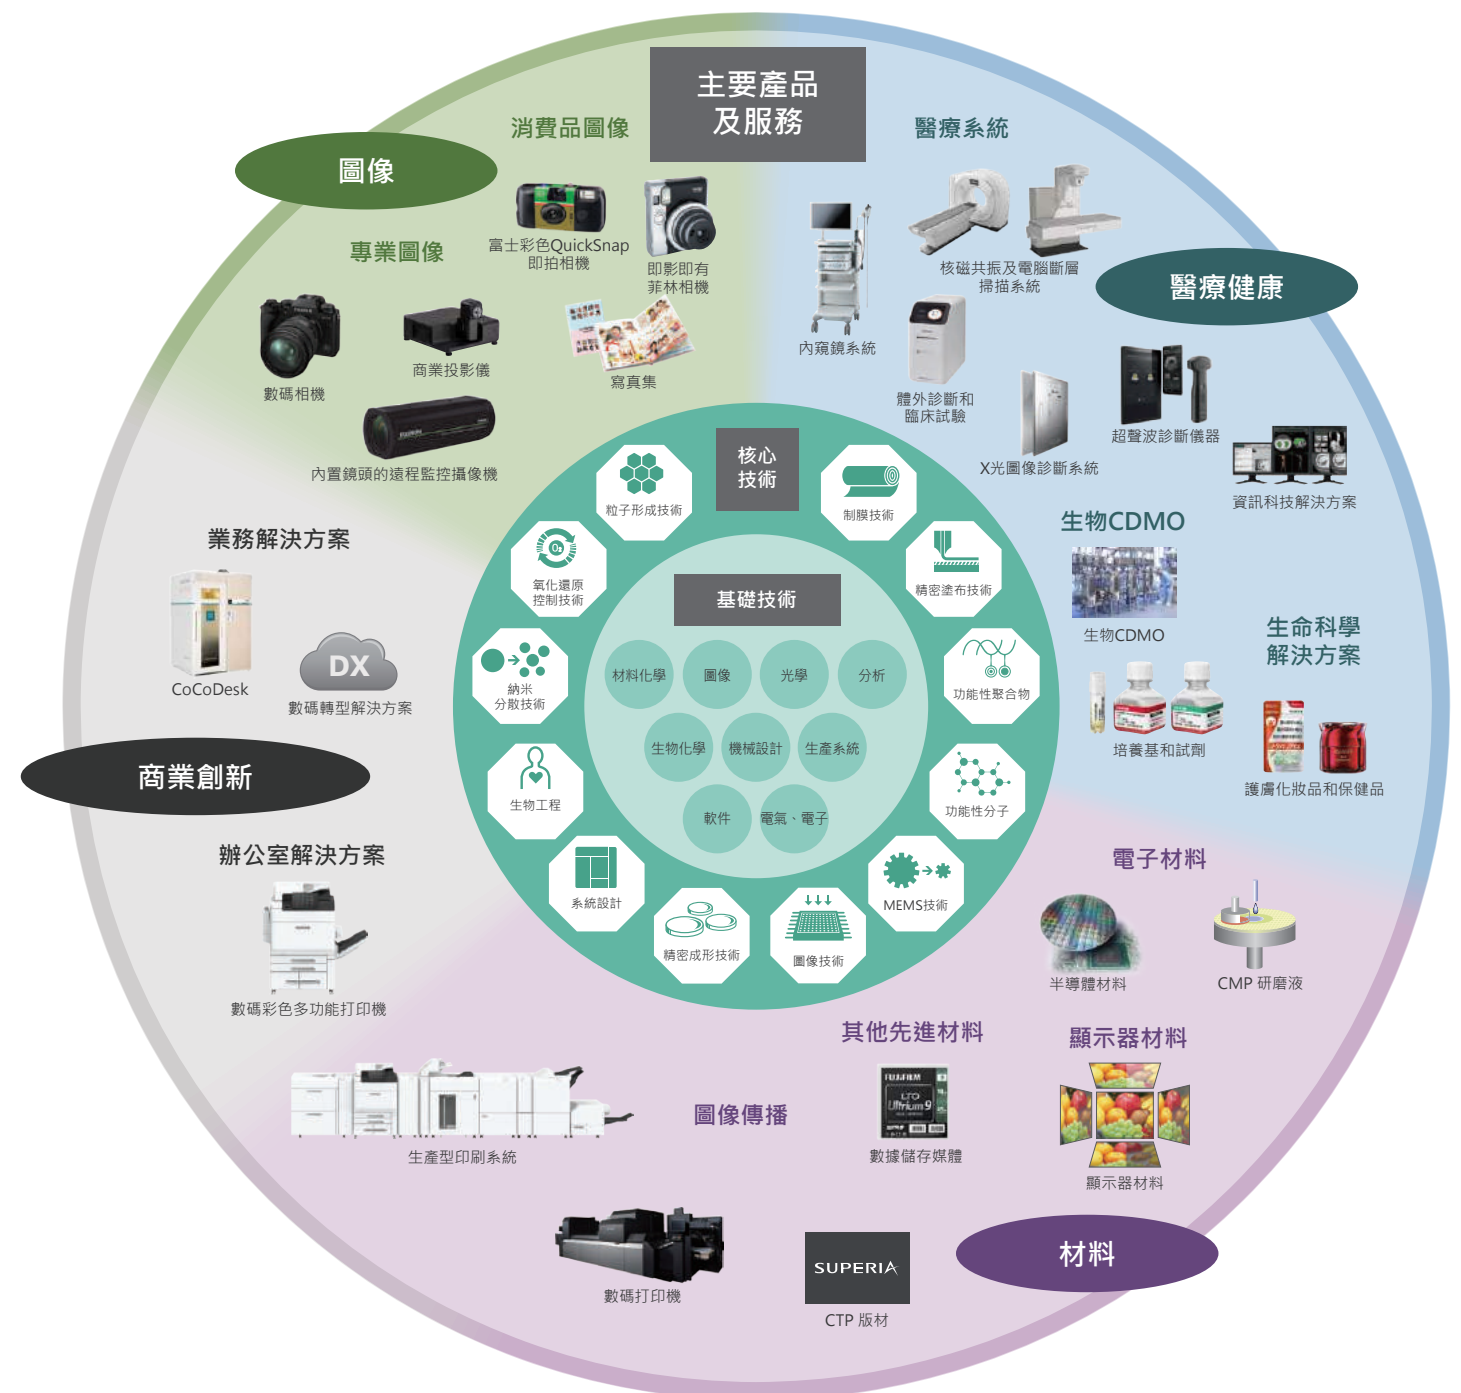 主要產品
及服務
圖像
消費品圖像
富士彩色QuickSnap
即拍相機
即影即有
菲林相機
寫真集
專業圖像
數碼相機
商業投影儀
內置鏡頭的遠程監控攝像機
醫療健康
醫療系統
內窺鏡系統
核磁共振及電腦斷層
掃描系統
體外診斷和
臨床試驗
X光圖像診斷系統
超聲波診斷儀器
資訊科技解決方案
生物CDMO
生物CDMO
生命科學
解決方案
培養基和試劑
護膚化妝品和保健品
商業創新
業務解決方案
CoCoDesk
DX
數碼轉型解決方案
辦公室解決方案
數碼彩色多功能打印機
生產型印刷系統
材料
電子材料
半導體材料
CMP 研磨液
顯示器材料
顯示器材料
其他先進材料
FUJIFILM
LTO
Ultrium 9
數據儲存媒體
圖像傳播
數碼打印機
SUPERIA
CTP 版材
核心
技術
粒子形成技術
制膜技術
O₂
氧化還原
控制技術
精密塗布技術
納米
分散技術
功能性聚合物
生物工程
功能性分子
系統設計
MEMS技術
精密成形技術
圖像技術
基礎技術
材料化學
圖像
光學
分析
生物化學
機械設計
生產系統
軟件
電氣、電子